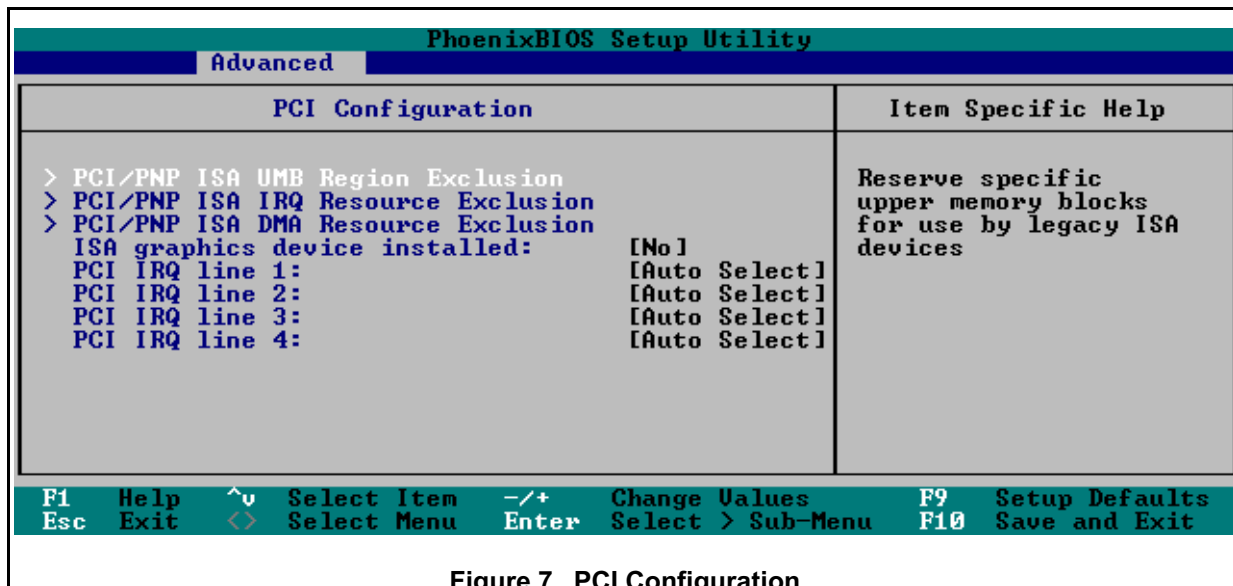 PhoenixBIOS Setup Utility
Advanced
PCI Configuration
Item Specific Help
> PCI/PNP ISA UMB Region Exclusion
> PCI/PNP ISA IRQ Resource Exclusion
> PCI/PNP ISA DMA Resource Exclusion
ISA graphics device installed: [No]
PCI IRQ line 1: [Auto Select]
PCI IRQ line 2: [Auto Select]
PCI IRQ line 3: [Auto Select]
PCI IRQ line 4: [Auto Select]
Reserve specific
upper memory blocks
for use by legacy ISA
devices
F1 Help ^v Select Item -/+ Change Values F9 Setup Defaults
Esc Exit <> Select Menu Enter Select > Sub-Menu F10 Save and Exit
Figure 7 PCI Configuration